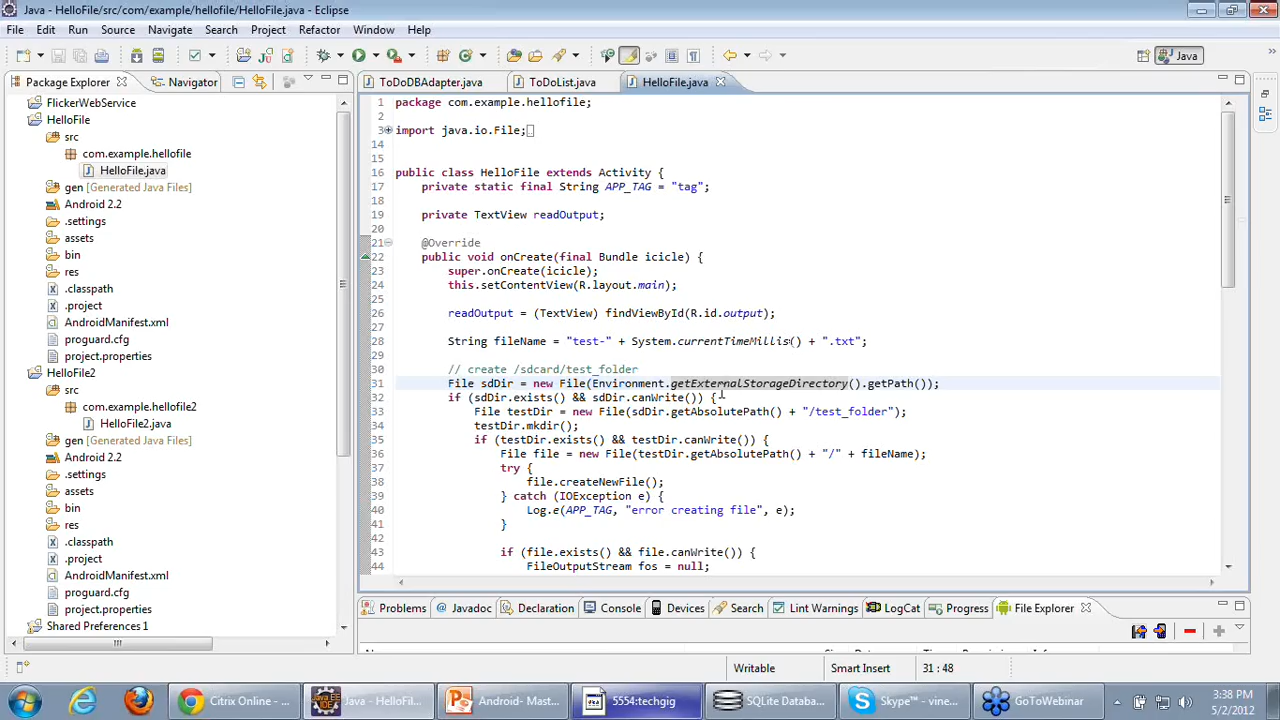 Java - HelloFile/src/com/example/hellofile/HelloFile.java - Eclipse
File Edit Run Source Navigate Search Project Refactor Window Help
Java
Package Explorer Navigator
ToDoDBAdapter.java ToDoList.java HelloFile.java
FlickerWebService
HelloFile
src
com.example.hellofile
HelloFile.java
gen [Generated Java Files]
Android 2.2
.settings
assets
bin
res
.classpath
.project
AndroidManifest.xml
proguard.cfg
project.properties
HelloFile2
src
com.example.hellofile2
HelloFile2.java
gen [Generated Java Files]
Android 2.2
.settings
assets
bin
res
.classpath
.project
AndroidManifest.xml
proguard.cfg
project.properties
Shared Preferences 1
1 package com.example.hellofile;
2
3 import java.io.File;
14
15
16 public class HelloFile extends Activity {
17 private static final String APP_TAG = "tag";
18
19 private TextView readOutput;
20
21 @Override
22 public void onCreate(final Bundle icicle) {
23 super.onCreate(icicle);
24 this.setContentView(R.layout.main);
25
26 readOutput = (TextView) findViewById(R.id.output);
27
28 String fileName = "test-" + System.currentTimeMillis() + ".txt";
29
30 // create /sdcard/test_folder
31 File sdDir = new File(Environment.getExternalStorageDirectory().getPath());
32 if (sdDir.exists() && sdDir.canWrite()) {
33 File testDir = new File(sdDir.getAbsolutePath() + "/test_folder");
34 testDir.mkdir();
35 if (testDir.exists() && testDir.canWrite()) {
36 File file = new File(testDir.getAbsolutePath() + "/" + fileName);
37 try {
38 file.createNewFile();
39 } catch (IOException e) {
40 Log.e(APP_TAG, "error creating file", e);
41 }
42
43 if (file.exists() && file.canWrite()) {
44 FileOutputStream fos = null;
Problems Javadoc Declaration Console Devices Search Lint Warnings LogCat Progress File Explorer
Writable Smart Insert 31 : 48
Citrix Online - ... Java - HelloFil... Android- Mast... 5554:techgig SQLite Databa... Skype™ - vine... GoToWebinar
3:38 PM
5/2/2012